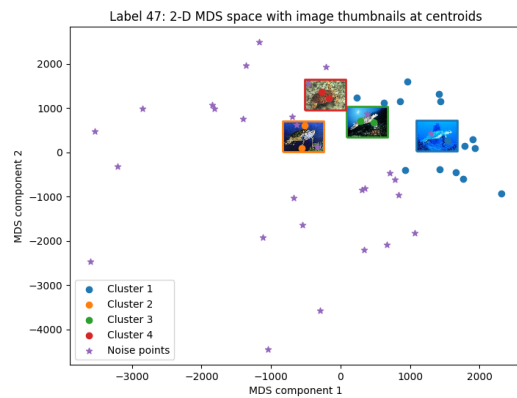 Label 47: 2-D MDS space with image thumbnails at centroids
MDS component 2
2000
1000
0
−1000
−2000
−3000
−4000
Cluster 1
Cluster 2
Cluster 3
Cluster 4
Noise points
−3000 −2000 −1000 0 1000 2000
MDS component 1